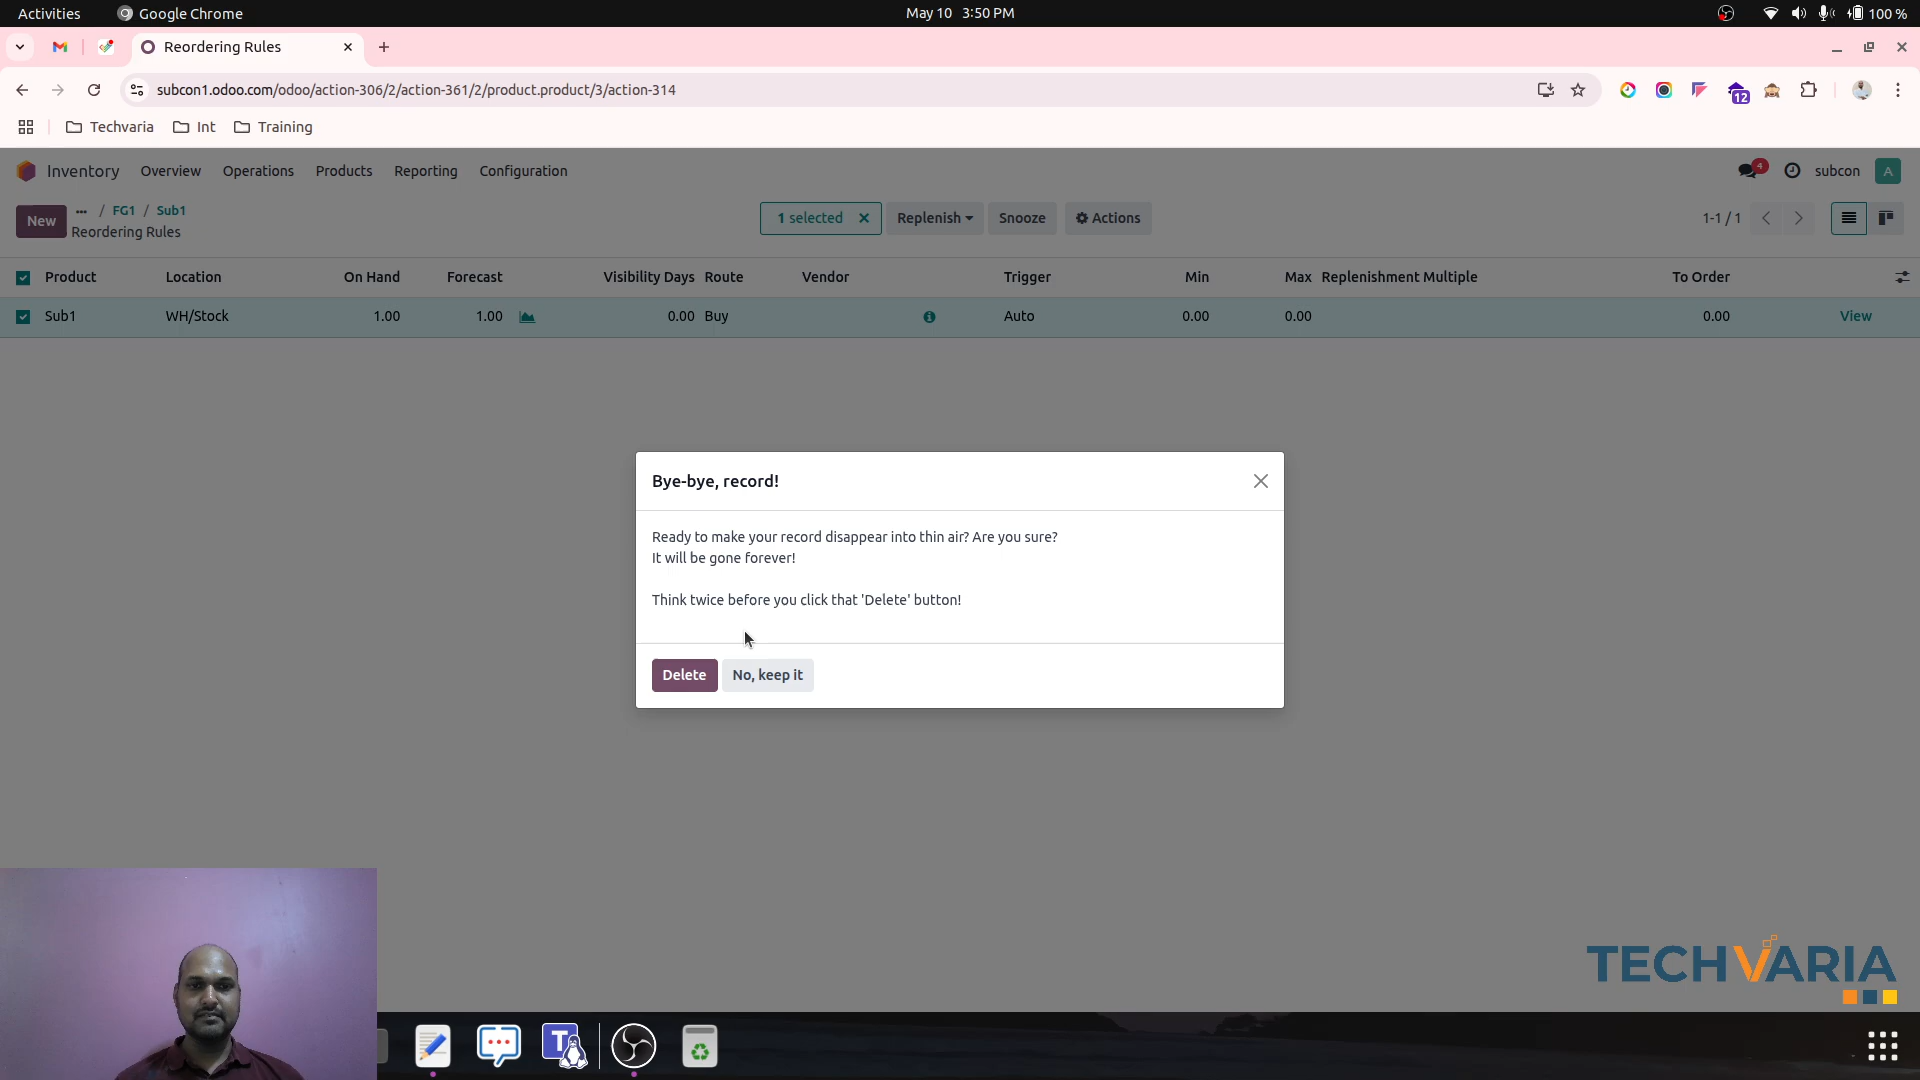 Activities Google Chrome May 10 3:50 PM 100 %
Reordering Rules
subcon1.odoo.com/odoo/action-306/2/action-361/2/product.product/3/action-314
12
Techvaria Int Training
Inventory Overview Operations Products Reporting Configuration 4 subcon A
New ... / FG1 / Sub1
Reordering Rules
1 selected Replenish Snooze Actions 1-1 / 1
Product Location On Hand Forecast Visibility Days Route Vendor Trigger Min Max Replenishment Multiple To Order
Sub1 WH/Stock 1.00 1.00 0.00 Buy Auto 0.00 0.00 0.00 View
Bye-bye, record!
Ready to make your record disappear into thin air? Are you sure?
It will be gone forever!
Think twice before you click that 'Delete' button!
Delete No, keep it
TECHVARIA
T